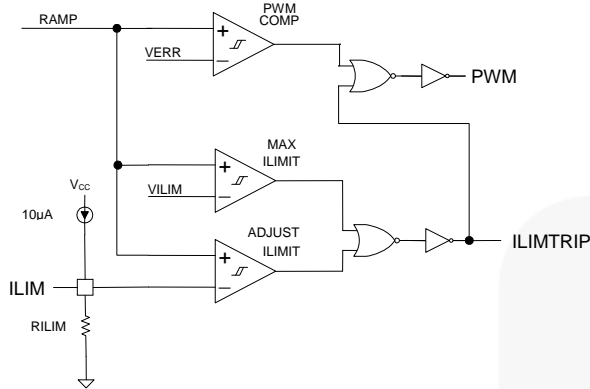 RAMP
PWM
COMP
+
VERR
−
PWM
MAX
ILIMIT
+
VILIM
−
VCC
10µA
ADJUST
ILIMIT
ILIMTRIP
+
ILIM
−
RILIM